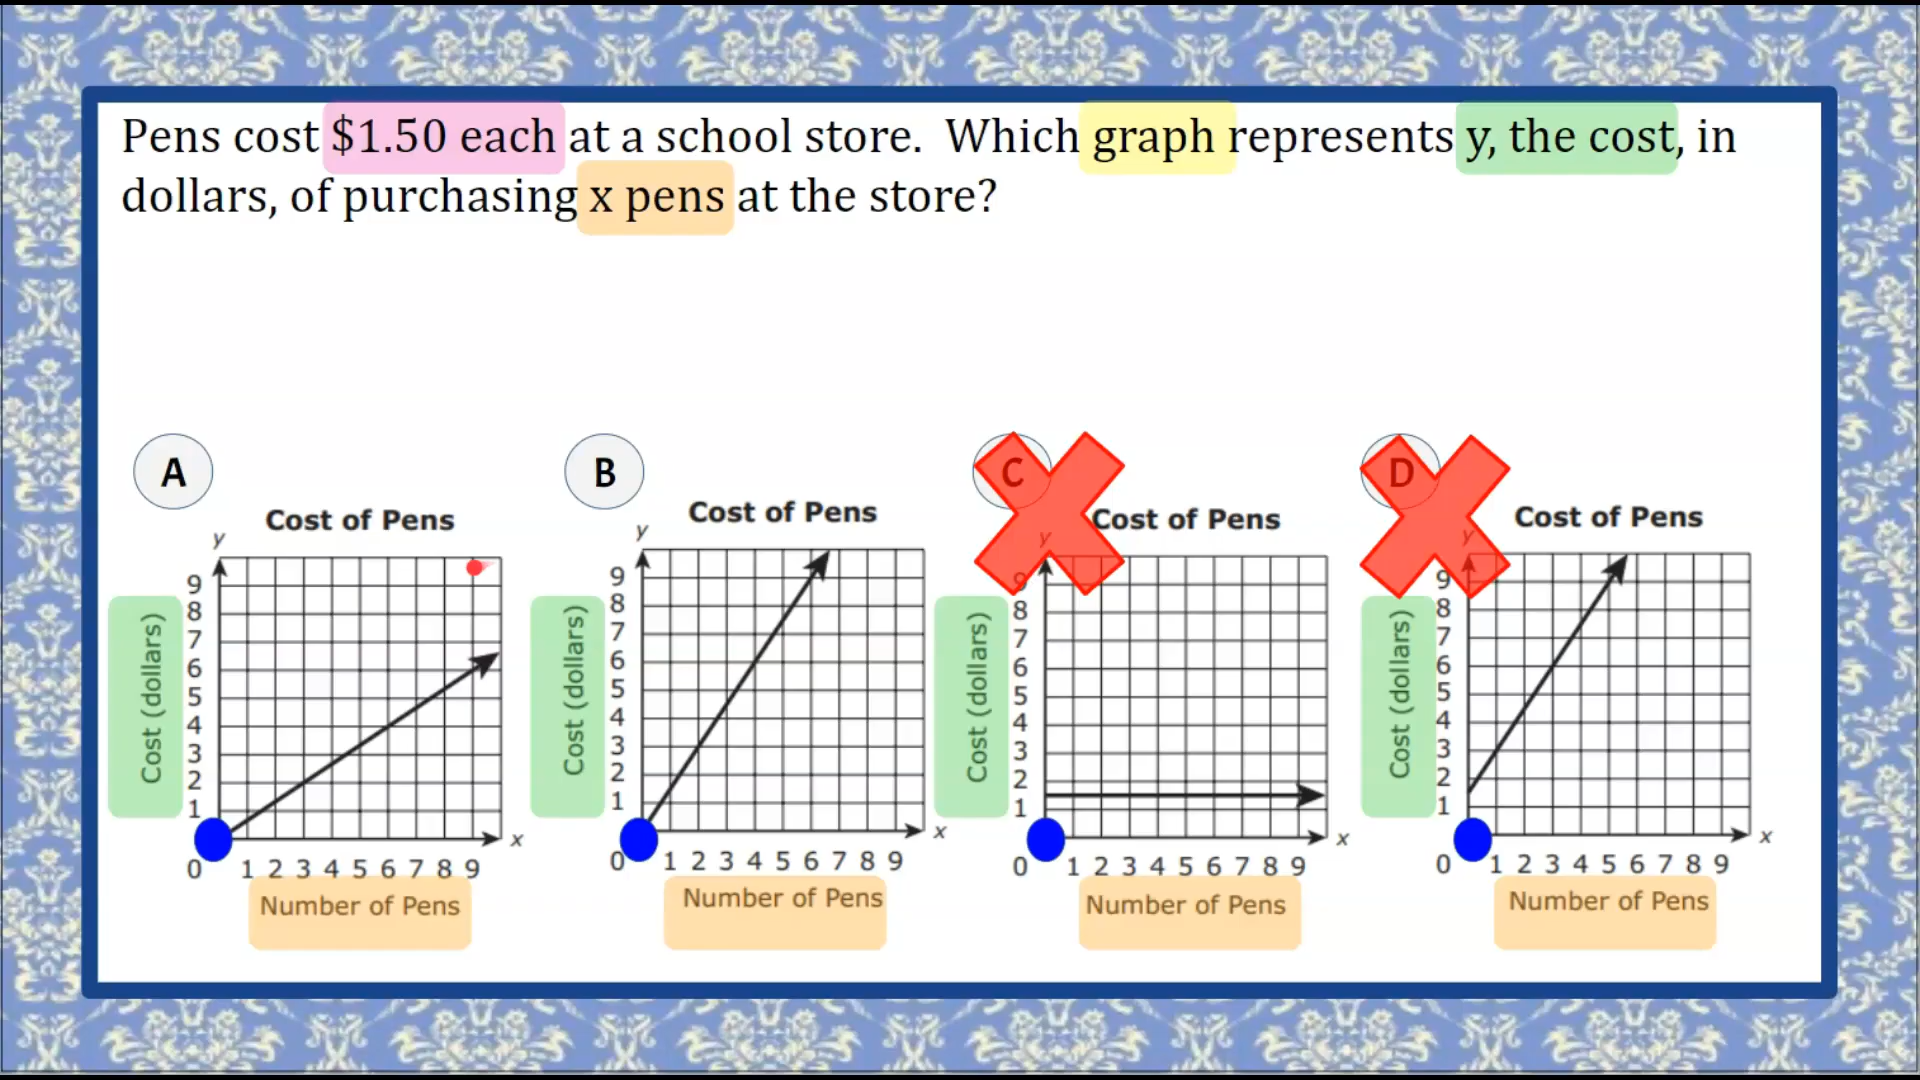 Pens cost $1.50 each at a school store. Which graph represents y, the cost, in
dollars, of purchasing x pens at the store?
A
Cost of Pens
y
9
8
7
6
5
4
3
2
1
Cost (dollars)
x
0 1 2 3 4 5 6 7 8 9
Number of Pens
B
Cost of Pens
y
9
8
7
6
5
4
3
2
1
Cost (dollars)
x
0 1 2 3 4 5 6 7 8 9
Number of Pens
C
Cost of Pens
y
9
8
7
6
5
4
3
2
1
Cost (dollars)
x
0 1 2 3 4 5 6 7 8 9
Number of Pens
D
Cost of Pens
y
9
8
7
6
5
4
3
2
1
Cost (dollars)
x
0 1 2 3 4 5 6 7 8 9
Number of Pens